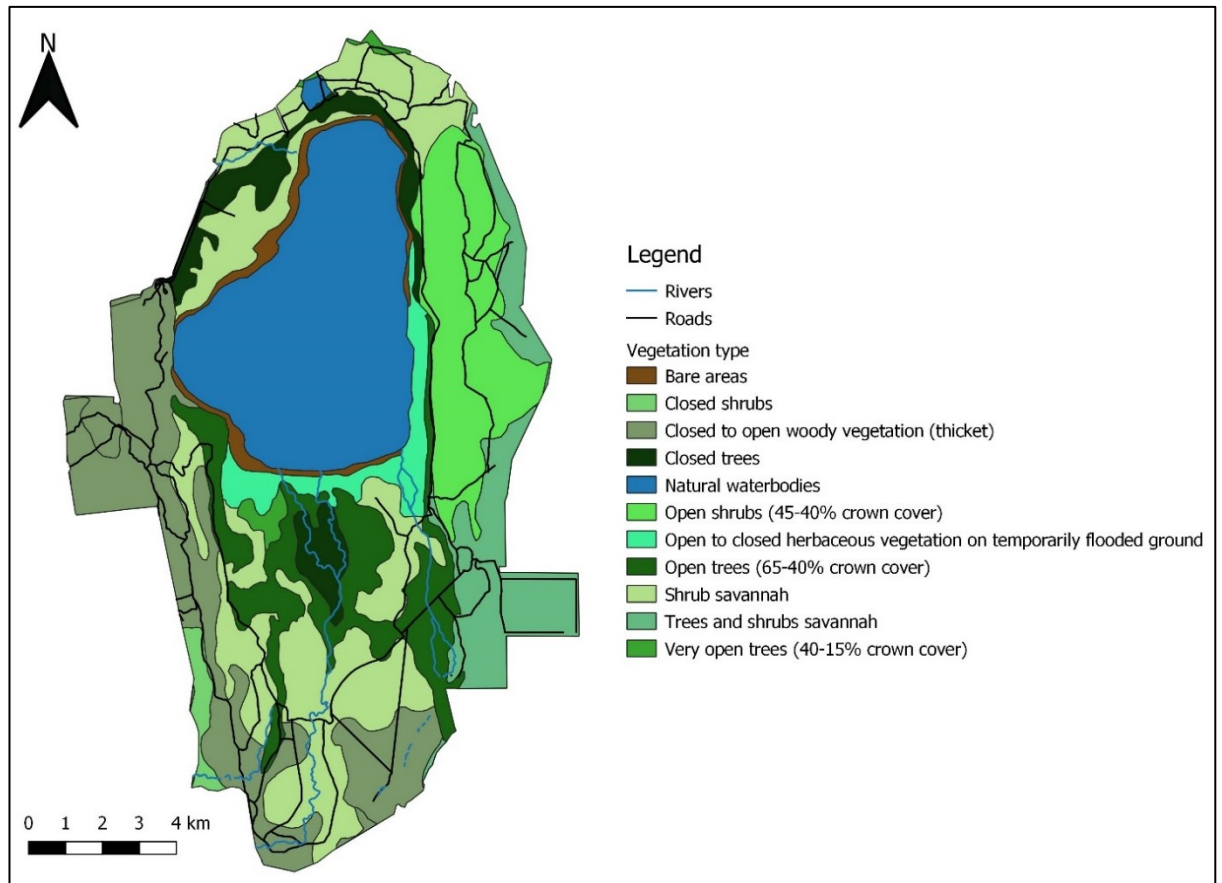 N
Legend
Rivers
Roads
Vegetation type
Bare areas
Closed shrubs
Closed to open woody vegetation (thicket)
Closed trees
Natural waterbodies
Open shrubs (45-40% crown cover)
Open to closed herbaceous vegetation on temporarily flooded ground
Open trees (65-40% crown cover)
Shrub savannah
Trees and shrubs savannah
Very open trees (40-15% crown cover)
0 1 2 3 4 km